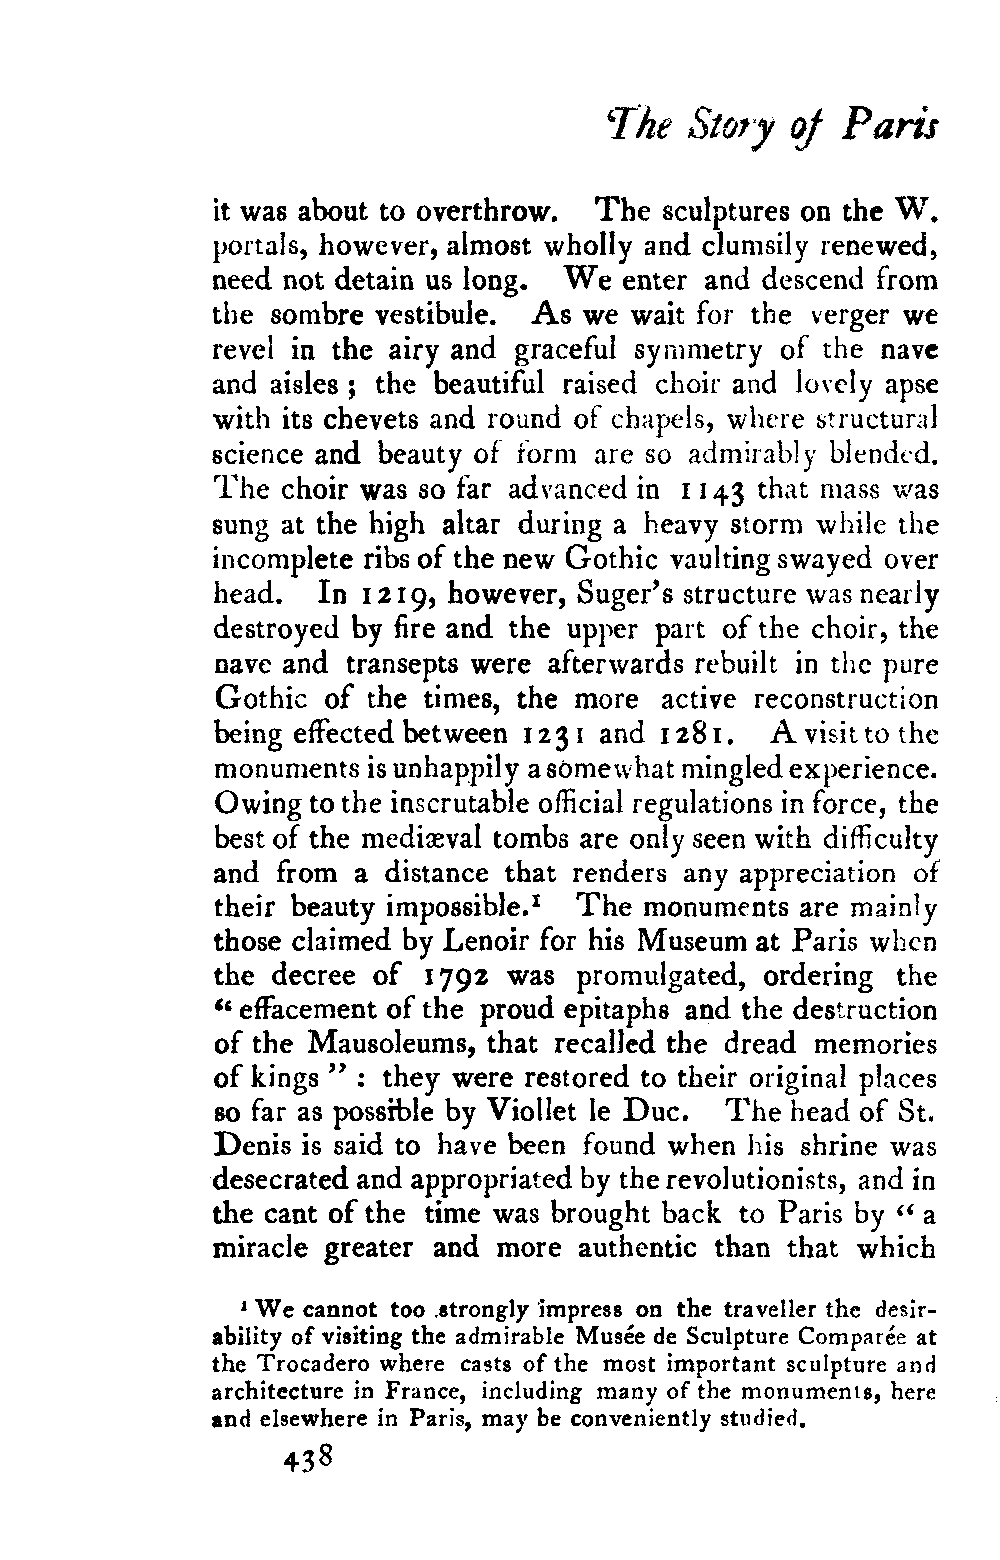 The Story of Paris
it was about to overthrow. The sculptures on the W.
portals, however, almost wholly and clumsily renewed,
need not detain us long. We enter and descend from
the sombre vestibule. As we wait for the verger we
revel in the airy and graceful symmetry of the nave
and aisles ; the beautiful raised choir and lovely apse
with its chevets and round of chapels, where structural
science and beauty of form are so admirably blended.
The choir was so far advanced in 1143 that mass was
sung at the high altar during a heavy storm while the
incomplete ribs of the new Gothic vaulting swayed over
head. In 1219, however, Suger's structure was nearly
destroyed by fire and the upper part of the choir, the
nave and transepts were afterwards rebuilt in the pure
Gothic of the times, the more active reconstruction
being effected between 1231 and 1281. A visit to the
monuments is unhappily a somewhat mingled experience.
Owing to the inscrutable official regulations in force, the
best of the mediæval tombs are only seen with difficulty
and from a distance that renders any appreciation of
their beauty impossible.¹ The monuments are mainly
those claimed by Lenoir for his Museum at Paris when
the decree of 1792 was promulgated, ordering the
“ effacement of the proud epitaphs and the destruction
of the Mausoleums, that recalled the dread memories
of kings ” : they were restored to their original places
so far as possible by Viollet le Duc. The head of St.
Denis is said to have been found when his shrine was
desecrated and appropriated by the revolutionists, and in
the cant of the time was brought back to Paris by “ a
miracle greater and more authentic than that which
¹ We cannot too strongly impress on the traveller the desir-
ability of visiting the admirable Musée de Sculpture Comparée at
the Trocadero where casts of the most important sculpture and
architecture in France, including many of the monuments, here
and elsewhere in Paris, may be conveniently studied.
438